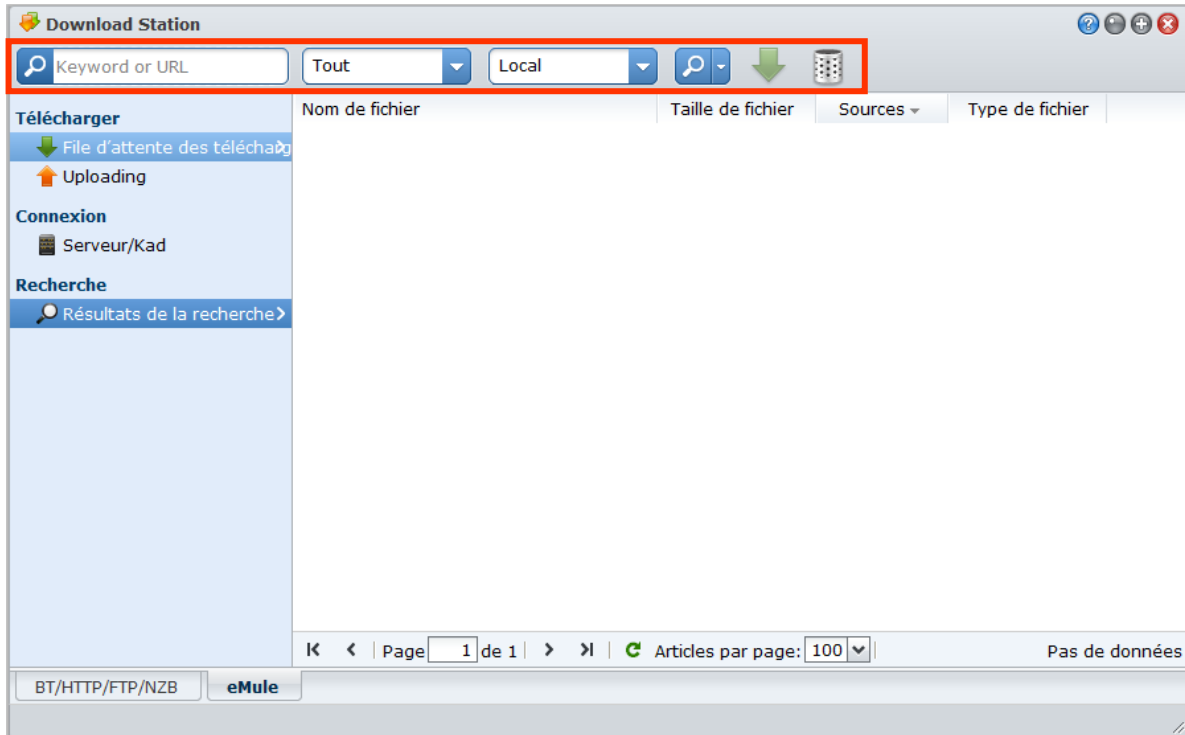 Download Station
Keyword or URL Tout Local
Télécharger
File d'attente des télécharg
Uploading
Connexion
Serveur/Kad
Recherche
Résultats de la recherche
Nom de fichier Taille de fichier Sources Type de fichier
Page 1 de 1 Articles par page: 100 Pas de données
BT/HTTP/FTP/NZB eMule